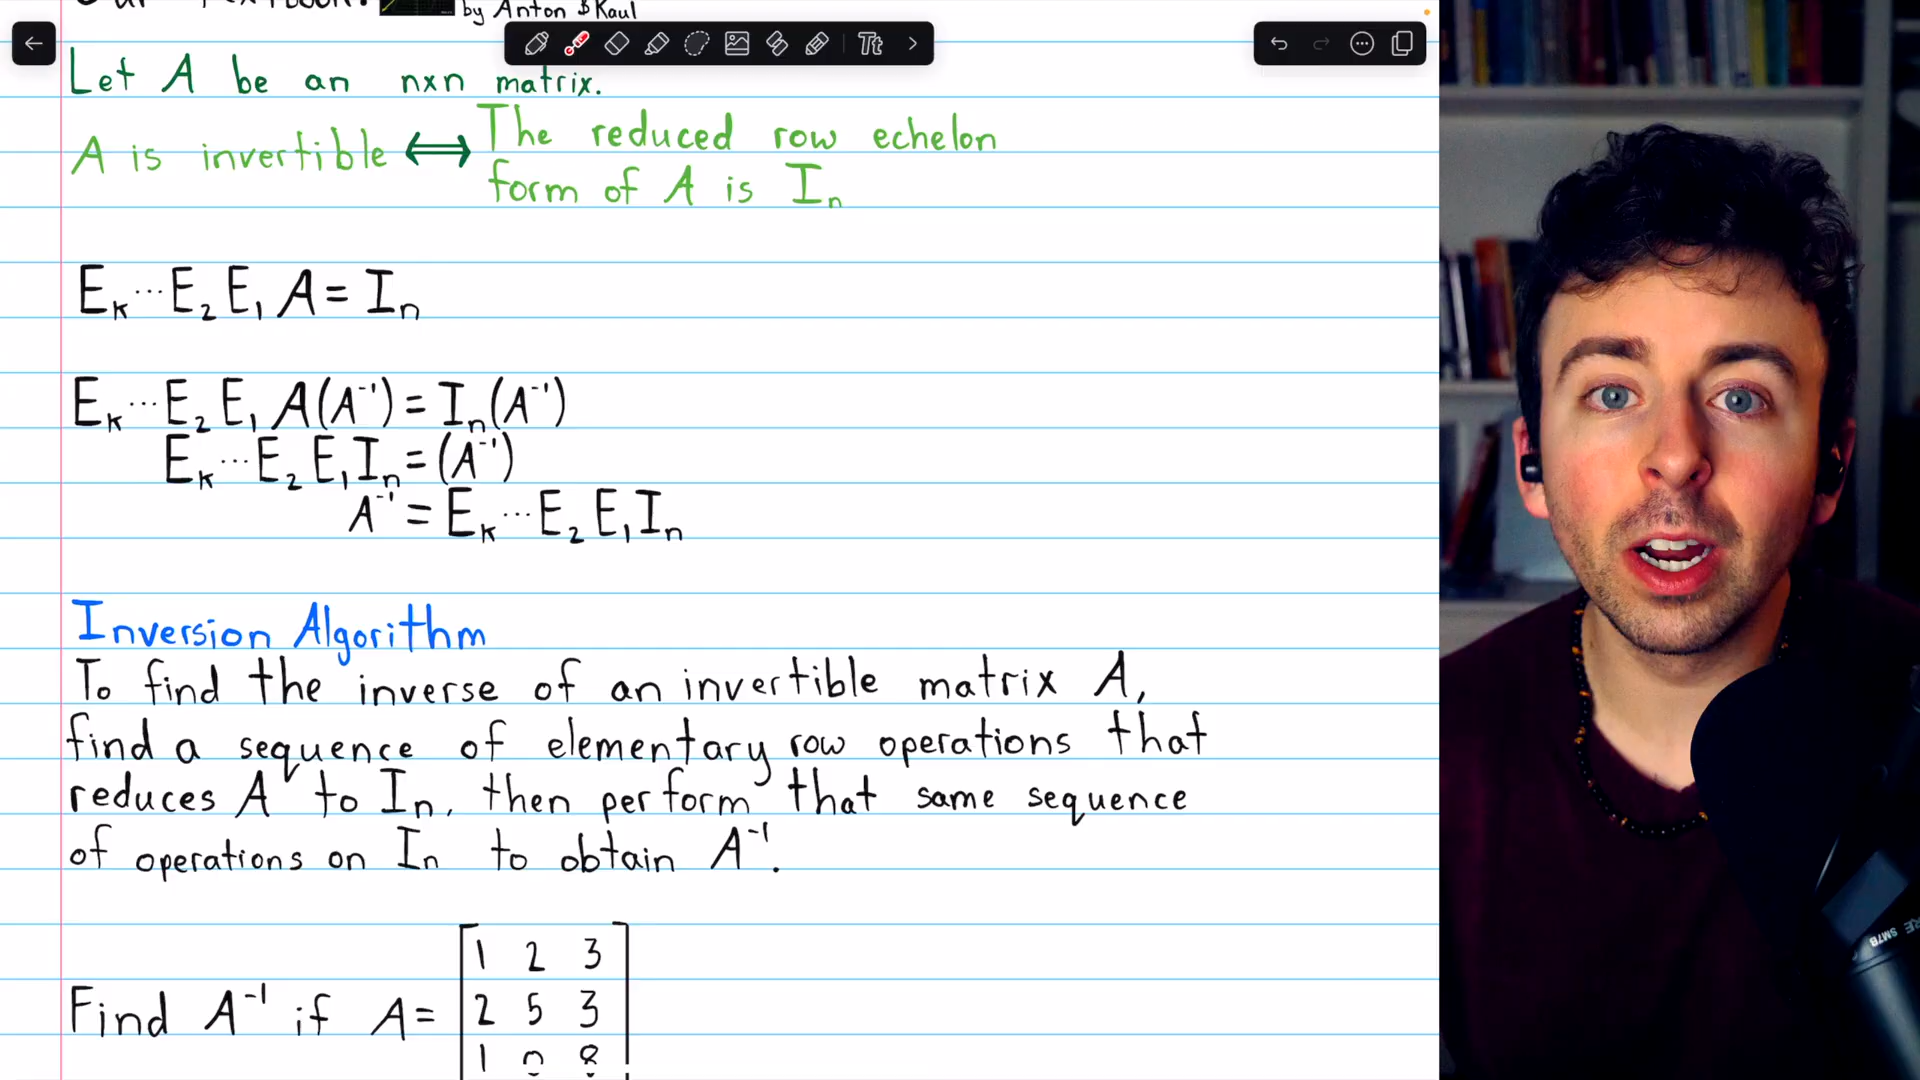 by Anton & Kaul
Tt
Let A be an n×n matrix.
A is invertible ⟷ The reduced row echelon
form of A is Iₙ
Eₖ⋯E₂E₁A = Iₙ
Eₖ⋯E₂E₁A(A⁻¹) = Iₙ(A⁻¹)
Eₖ⋯E₂E₁Iₙ = (A⁻¹)
A⁻¹ = Eₖ⋯E₂E₁Iₙ
Inversion Algorithm
To find the inverse of an invertible matrix A,
find a sequence of elementary row operations that
reduces A to Iₙ, then perform that same sequence
of operations on Iₙ to obtain A⁻¹.
1 2 3
Find A⁻¹ if A = 2 5 3
1 0 8
SM7B